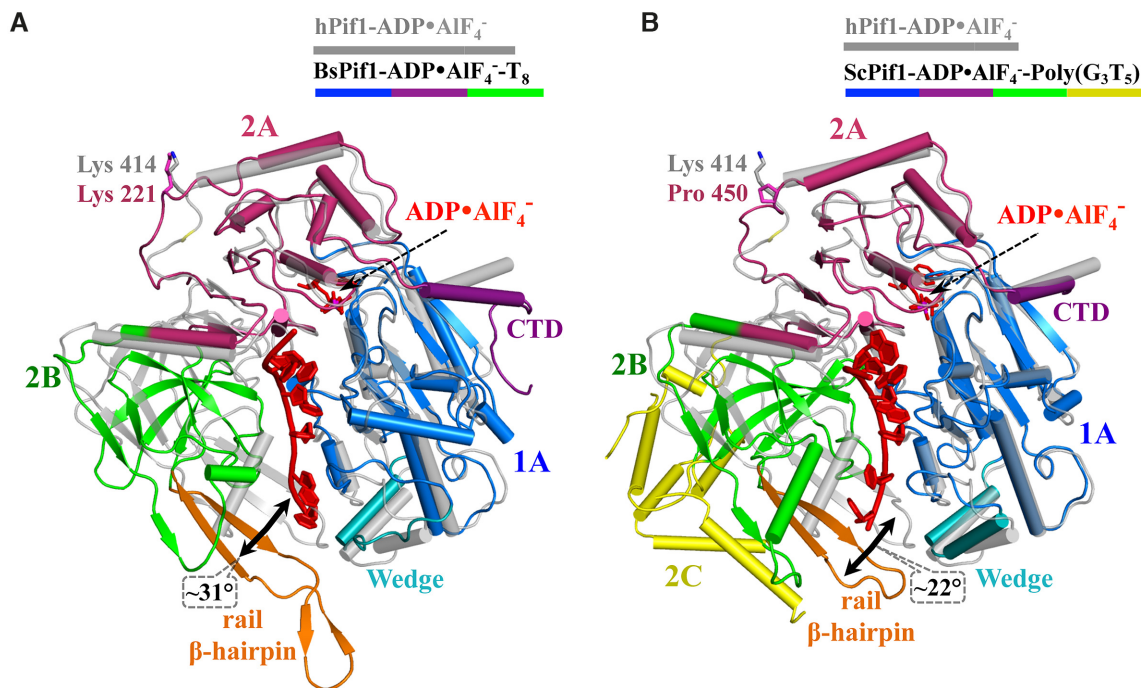 A
hPif1-ADP•AlF₄⁻
BsPif1-ADP•AlF₄⁻-T₈
2A
Lys 414
Lys 221
ADP•AlF₄⁻
CTD
2B
1A
Wedge
~31°
rail
β-hairpin
B
hPif1-ADP•AlF₄⁻
ScPif1-ADP•AlF₄⁻-Poly(G₃T₅)
2A
Lys 414
Pro 450
ADP•AlF₄⁻
CTD
2B
1A
2C
Wedge
~22°
rail
β-hairpin